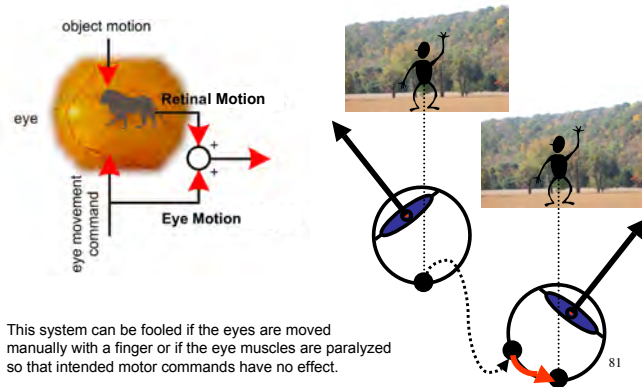 object motion
Retinal Motion
eye
+
+
eye movement
command
Eye Motion
This system can be fooled if the eyes are moved
manually with a finger or if the eye muscles are paralyzed
so that intended motor commands have no effect.
81